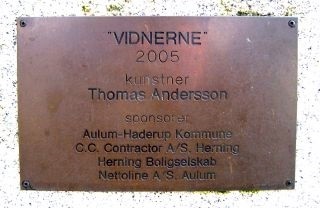 "VIDNERNE"
2005
kunstner
Thomas Andersson
sponsorer
Aulum-Haderup Kommune
C.C. Contractor A/S. Herning
Herning Boligselskab
Nettoline A/S. Aulum